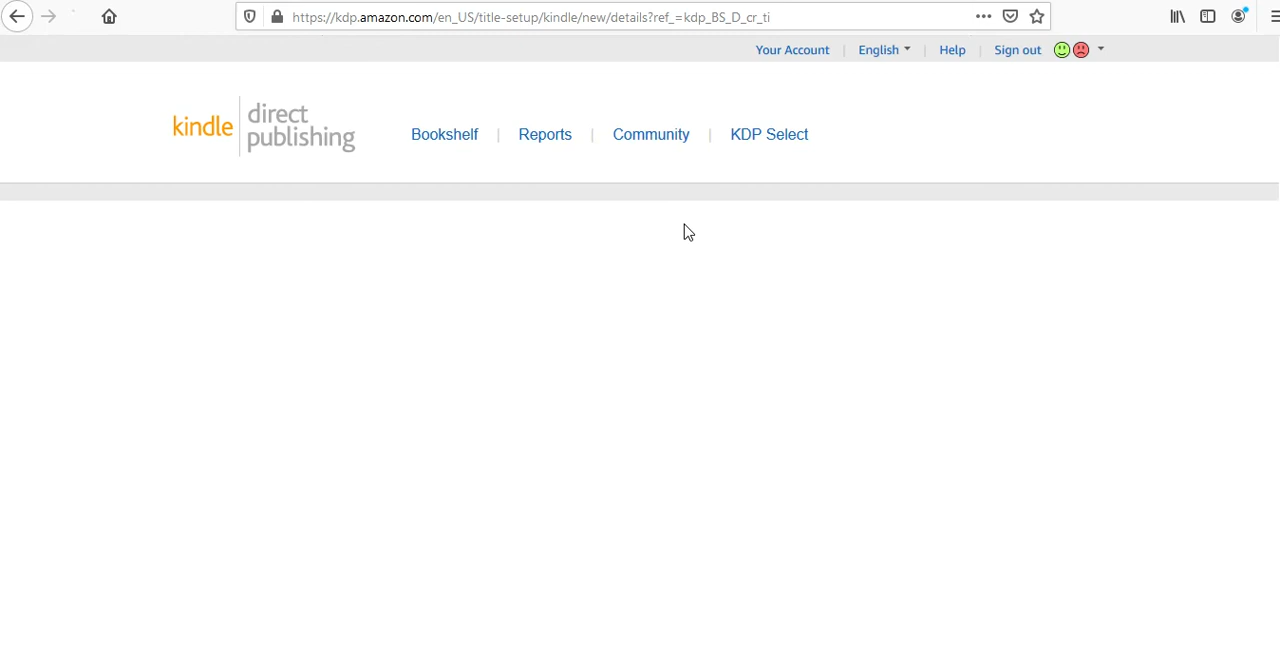 https://kdp.amazon.com/en_US/title-setup/kindle/new/details?ref_=kdp_BS_D_cr_ti
Your Account | English | Help | Sign out
kindle direct publishing
Bookshelf | Reports | Community | KDP Select